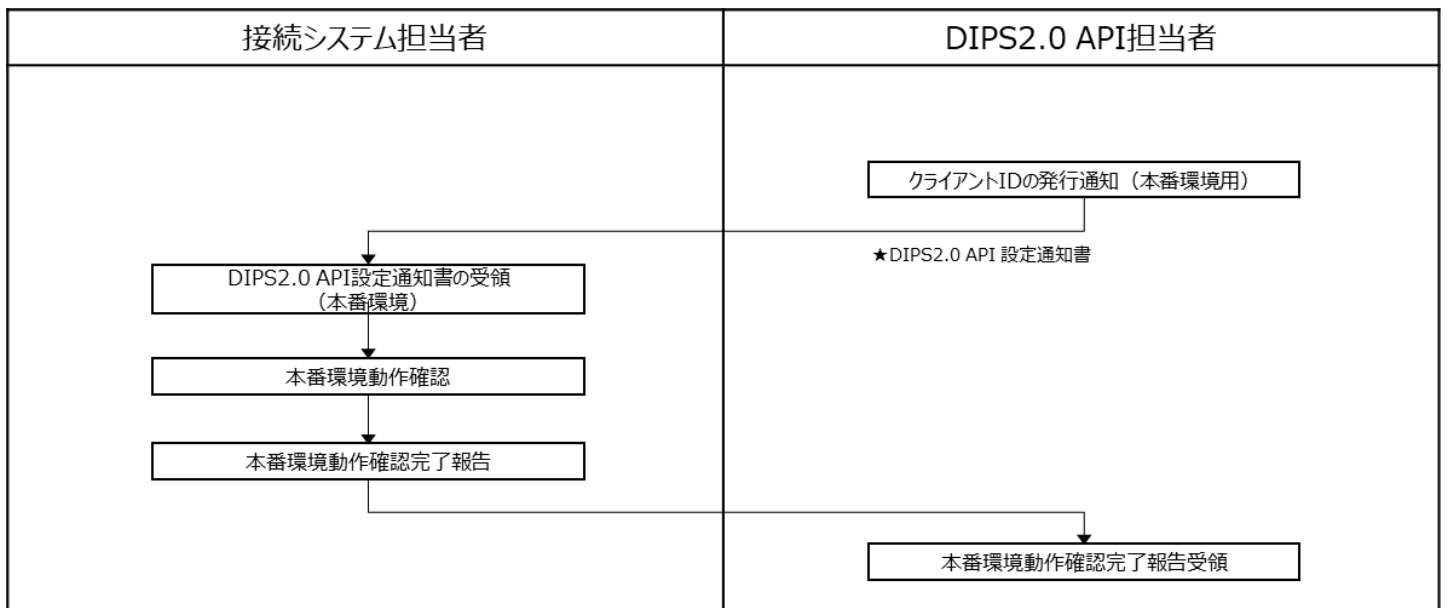 接続システム担当者
DIPS2.0 API担当者
クライアントIDの発行通知（本番環境用）
★DIPS2.0 API 設定通知書
DIPS2.0 API設定通知書の受領
（本番環境）
本番環境動作確認
本番環境動作確認完了報告
本番環境動作確認完了報告受領